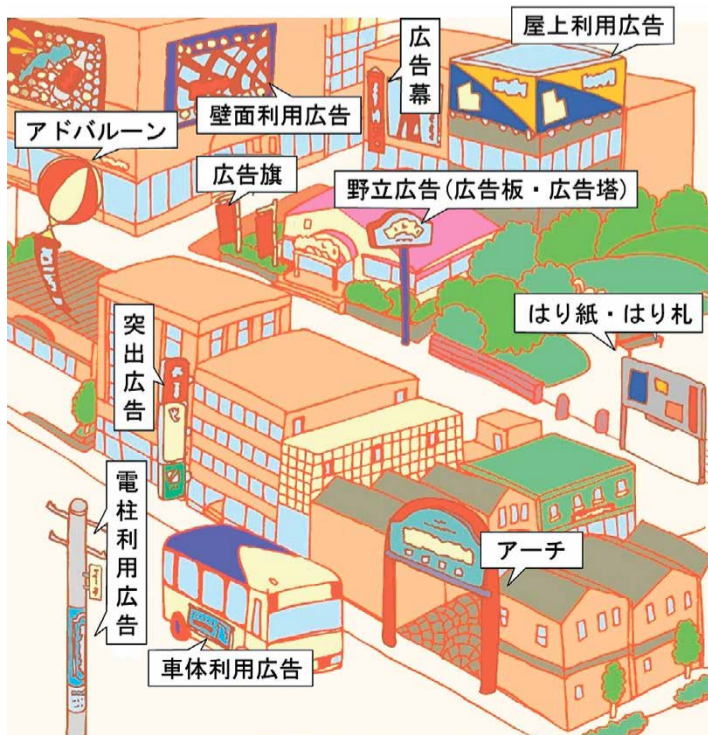 屋上利用広告
広告幕
壁面利用広告
アドバルーン
広告旗
野立広告(広告板・広告塔)
はり紙・はり札
突出広告
電柱利用広告
アーチ
車体利用広告